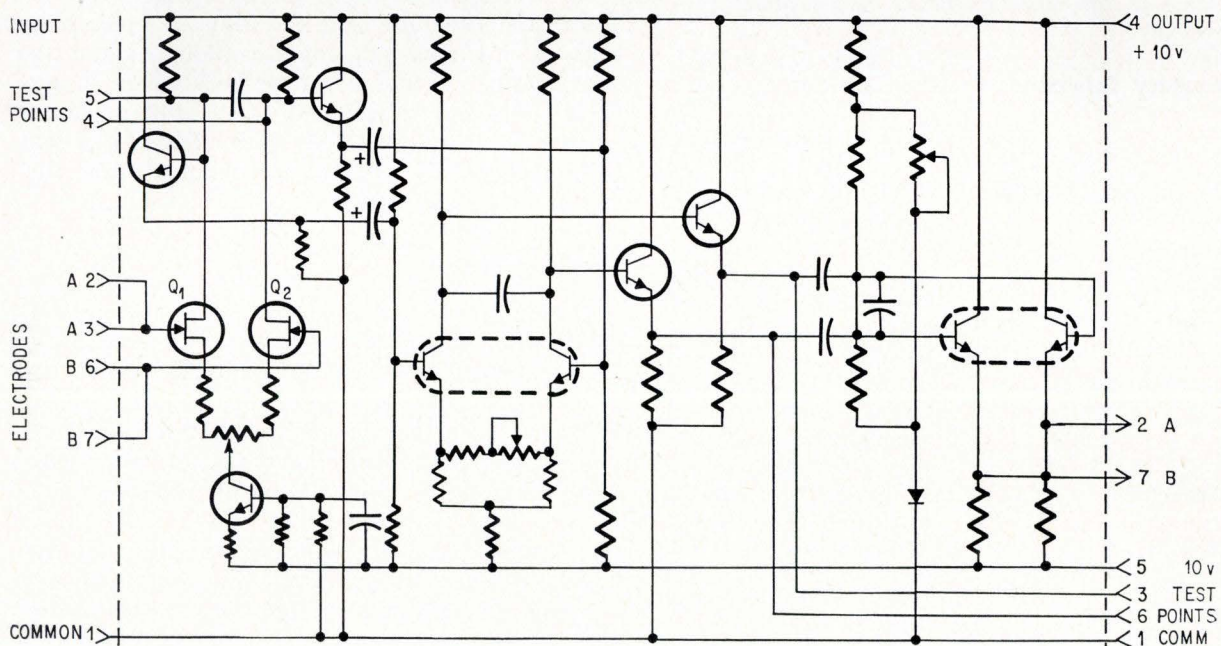 INPUT
TEST
POINTS
5
4
A 2
A 3
B 6
B 7
ELECTRODES
COMMON 1
Q1
Q2
4 OUTPUT
+ 10 v
2 A
7 B
5 10 v
3 TEST
6 POINTS
1 COMM
+
+